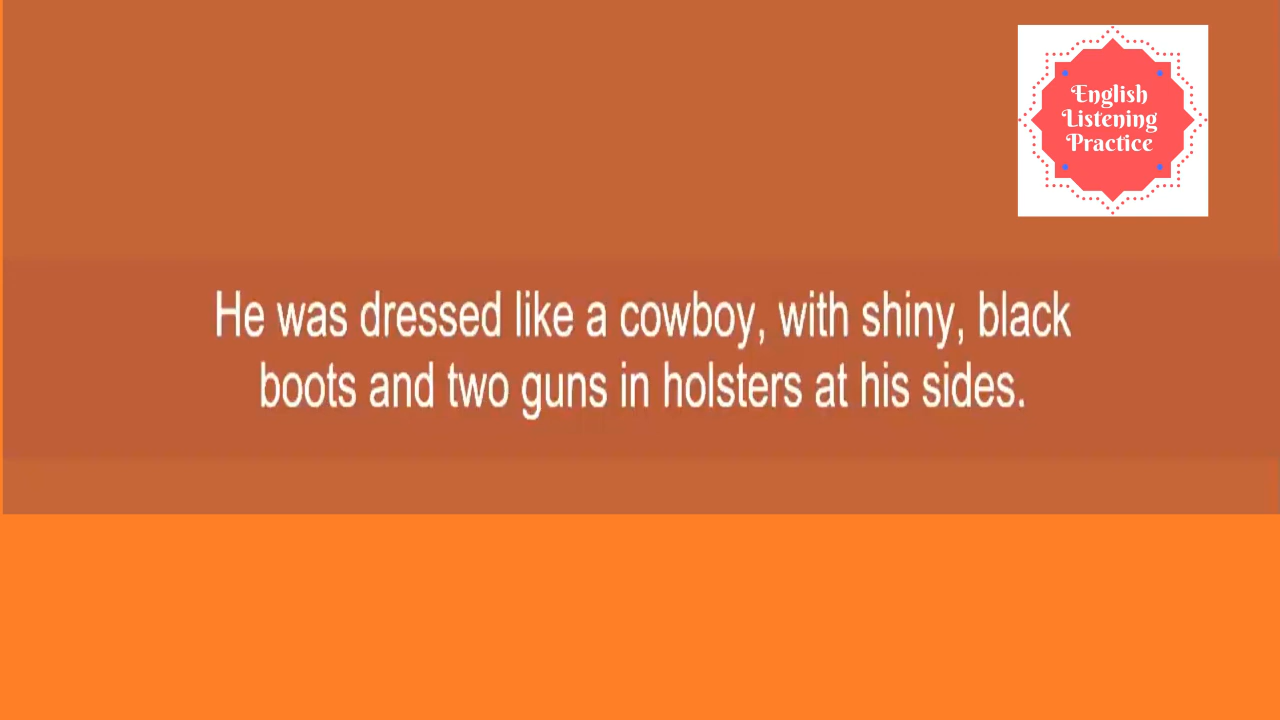 English
Listening
Practice
He was dressed like a cowboy, with shiny, black
boots and two guns in holsters at his sides.